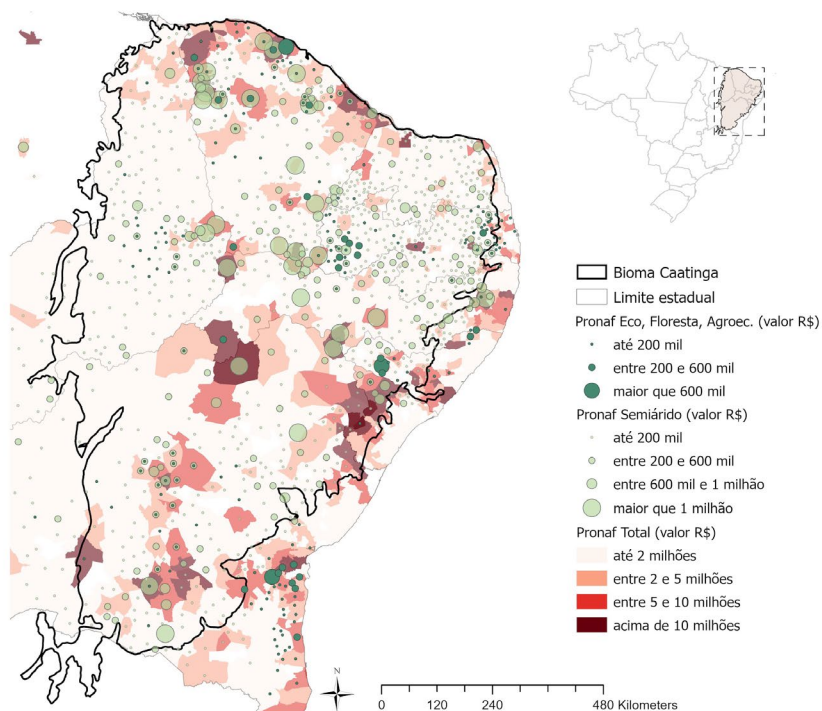 Bioma Caatinga
Limite estadual
Pronaf Eco, Floresta, Agroec. (valor R$)
até 200 mil
entre 200 e 600 mil
maior que 600 mil
Pronaf Semiárido (valor R$)
até 200 mil
entre 200 e 600 mil
entre 600 mil e 1 milhão
maior que 1 milhão
Pronaf Total (valor R$)
até 2 milhões
entre 2 e 5 milhões
entre 5 e 10 milhões
acima de 10 milhões
N
0 120 240 480 Kilometers